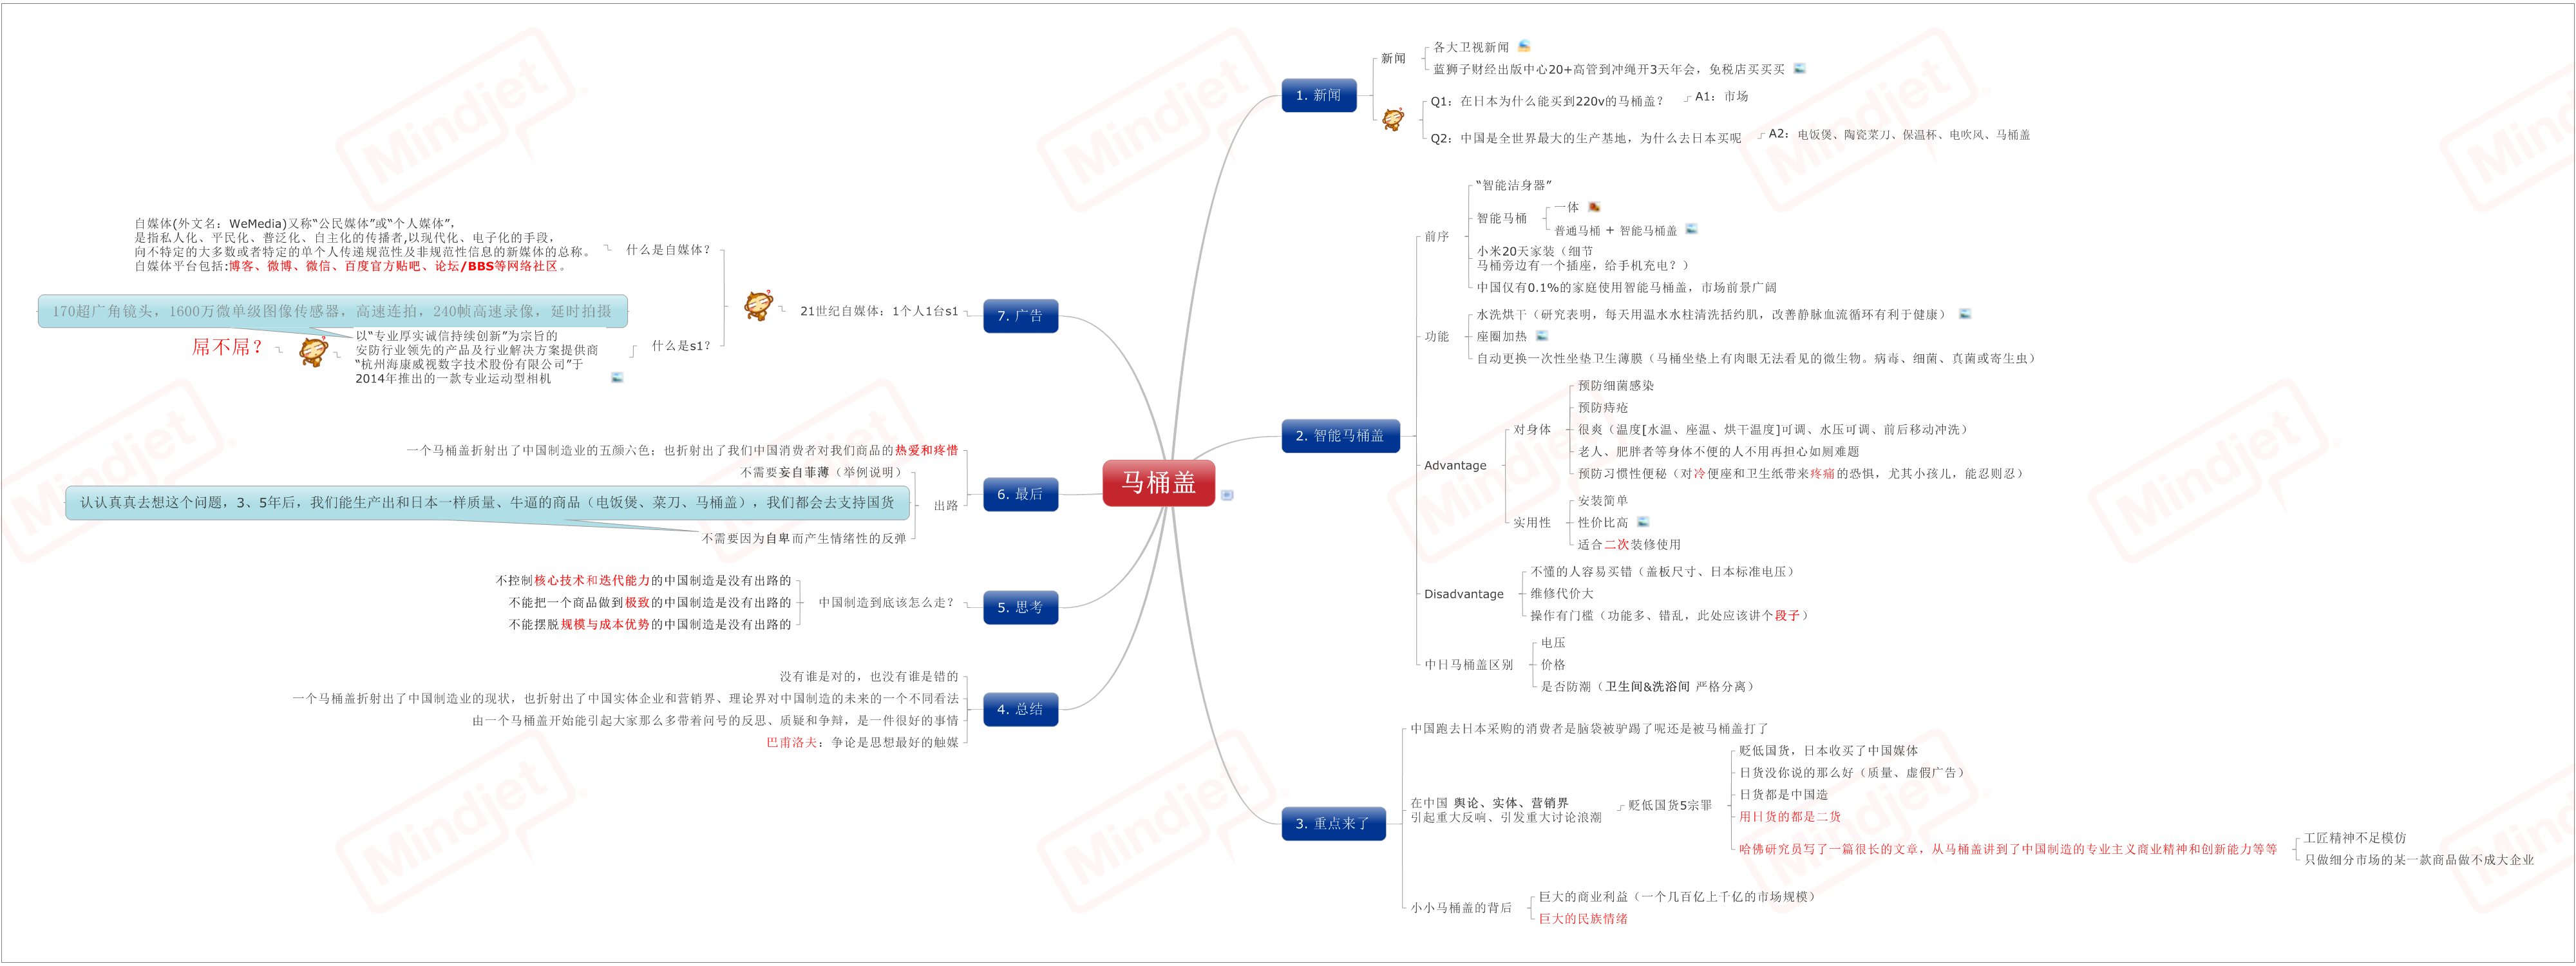 马桶盖
1. 新闻
新闻
各大卫视新闻
蓝狮子财经出版中心20+高管到冲绳开3天年会，免税店买买买
Q1：在日本为什么能买到220v的马桶盖？
A1：市场
Q2：中国是全世界最大的生产基地，为什么去日本买呢
A2：电饭煲、陶瓷菜刀、保温杯、电吹风、马桶盖
2. 智能马桶盖
前序
“智能洁身器”
智能马桶
一体
普通马桶 + 智能马桶盖
小米20天家装（细节
马桶旁边有一个插座，给手机充电？）
中国仅有0.1%的家庭使用智能马桶盖，市场前景广阔
功能
水洗烘干（研究表明，每天用温水水柱清洗括约肌，改善静脉血流循环有利于健康）
座圈加热
自动更换一次性坐垫卫生薄膜（马桶坐垫上有肉眼无法看见的微生物。病毒、细菌、真菌或寄生虫）
Advantage
对身体
预防细菌感染
预防痔疮
很爽（温度[水温、座温、烘干温度]可调、水压可调、前后移动冲洗）
老人、肥胖者等身体不便的人不用再担心如厕难题
预防习惯性便秘（对冷便座和卫生纸带来疼痛的恐惧，尤其小孩儿，能忍则忍）
实用性
安装简单
性价比高
适合二次装修使用
Disadvantage
不懂的人容易买错（盖板尺寸、日本标准电压）
维修代价大
操作有门槛（功能多、错乱，此处应该讲个段子）
中日马桶盖区别
电压
价格
是否防潮（卫生间&洗浴间 严格分离）
3. 重点来了
中国跑去日本采购的消费者是脑袋被驴踢了呢还是被马桶盖打了
在中国 舆论、实体、营销界
引起重大反响、引发重大讨论浪潮
贬低国货5宗罪
贬低国货，日本收买了中国媒体
日货没你说的那么好（质量、虚假广告）
日货都是中国造
用日货的都是二货
哈佛研究员写了一篇很长的文章，从马桶盖讲到了中国制造的专业主义商业精神和创新能力等等
工匠精神不足模仿
只做细分市场的某一款商品做不成大企业
小小马桶盖的背后
巨大的商业利益（一个几百亿上千亿的市场规模）
巨大的民族情绪
4. 总结
没有谁是对的，也没有谁是错的
一个马桶盖折射出了中国制造业的现状，也折射出了中国实体企业和营销界、理论界对中国制造的未来的一个不同看法
由一个马桶盖开始能引起大家那么多带着问号的反思、质疑和争辩，是一件很好的事情
巴甫洛夫：争论是思想最好的触媒
5. 思考
中国制造到底该怎么走？
不控制核心技术和迭代能力的中国制造是没有出路的
不能把一个商品做到极致的中国制造是没有出路的
不能摆脱规模与成本优势的中国制造是没有出路的
6. 最后
一个马桶盖折射出了中国制造业的五颜六色；也折射出了我们中国消费者对我们商品的热爱和疼惜
出路
不需要妄自菲薄（举例说明）
认认真真去想这个问题，3、5年后，我们能生产出和日本一样质量、牛逼的商品（电饭煲、菜刀、马桶盖），我们都会去支持国货
不需要因为自卑而产生情绪性的反弹
7. 广告
21世纪自媒体：1个人1台s1
什么是自媒体？
自媒体(外文名：WeMedia)又称“公民媒体”或“个人媒体”，
是指私人化、平民化、普泛化、自主化的传播者,以现代化、电子化的手段，
向不特定的大多数或者特定的单个人传递规范性及非规范性信息的新媒体的总称。
自媒体平台包括:博客、微博、微信、百度官方贴吧、论坛/BBS等网络社区。
什么是s1？
170超广角镜头，1600万微单级图像传感器，高速连拍，240帧高速录像，延时拍摄
以“专业厚实诚信持续创新”为宗旨的
安防行业领先的产品及行业解决方案提供商
“杭州海康威视数字技术股份有限公司”于
2014年推出的一款专业运动型相机
屌不屌？
Mindjet